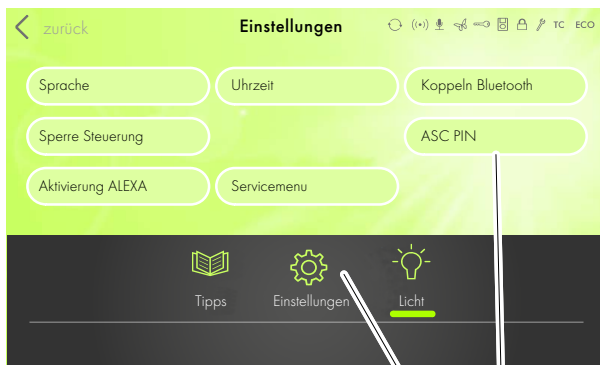 zurück Einstellungen TC ECO
Sprache Uhrzeit Koppeln Bluetooth
Sperre Steuerung ASC PIN
Aktivierung ALEXA Servicemenu
Tipps Einstellungen Licht